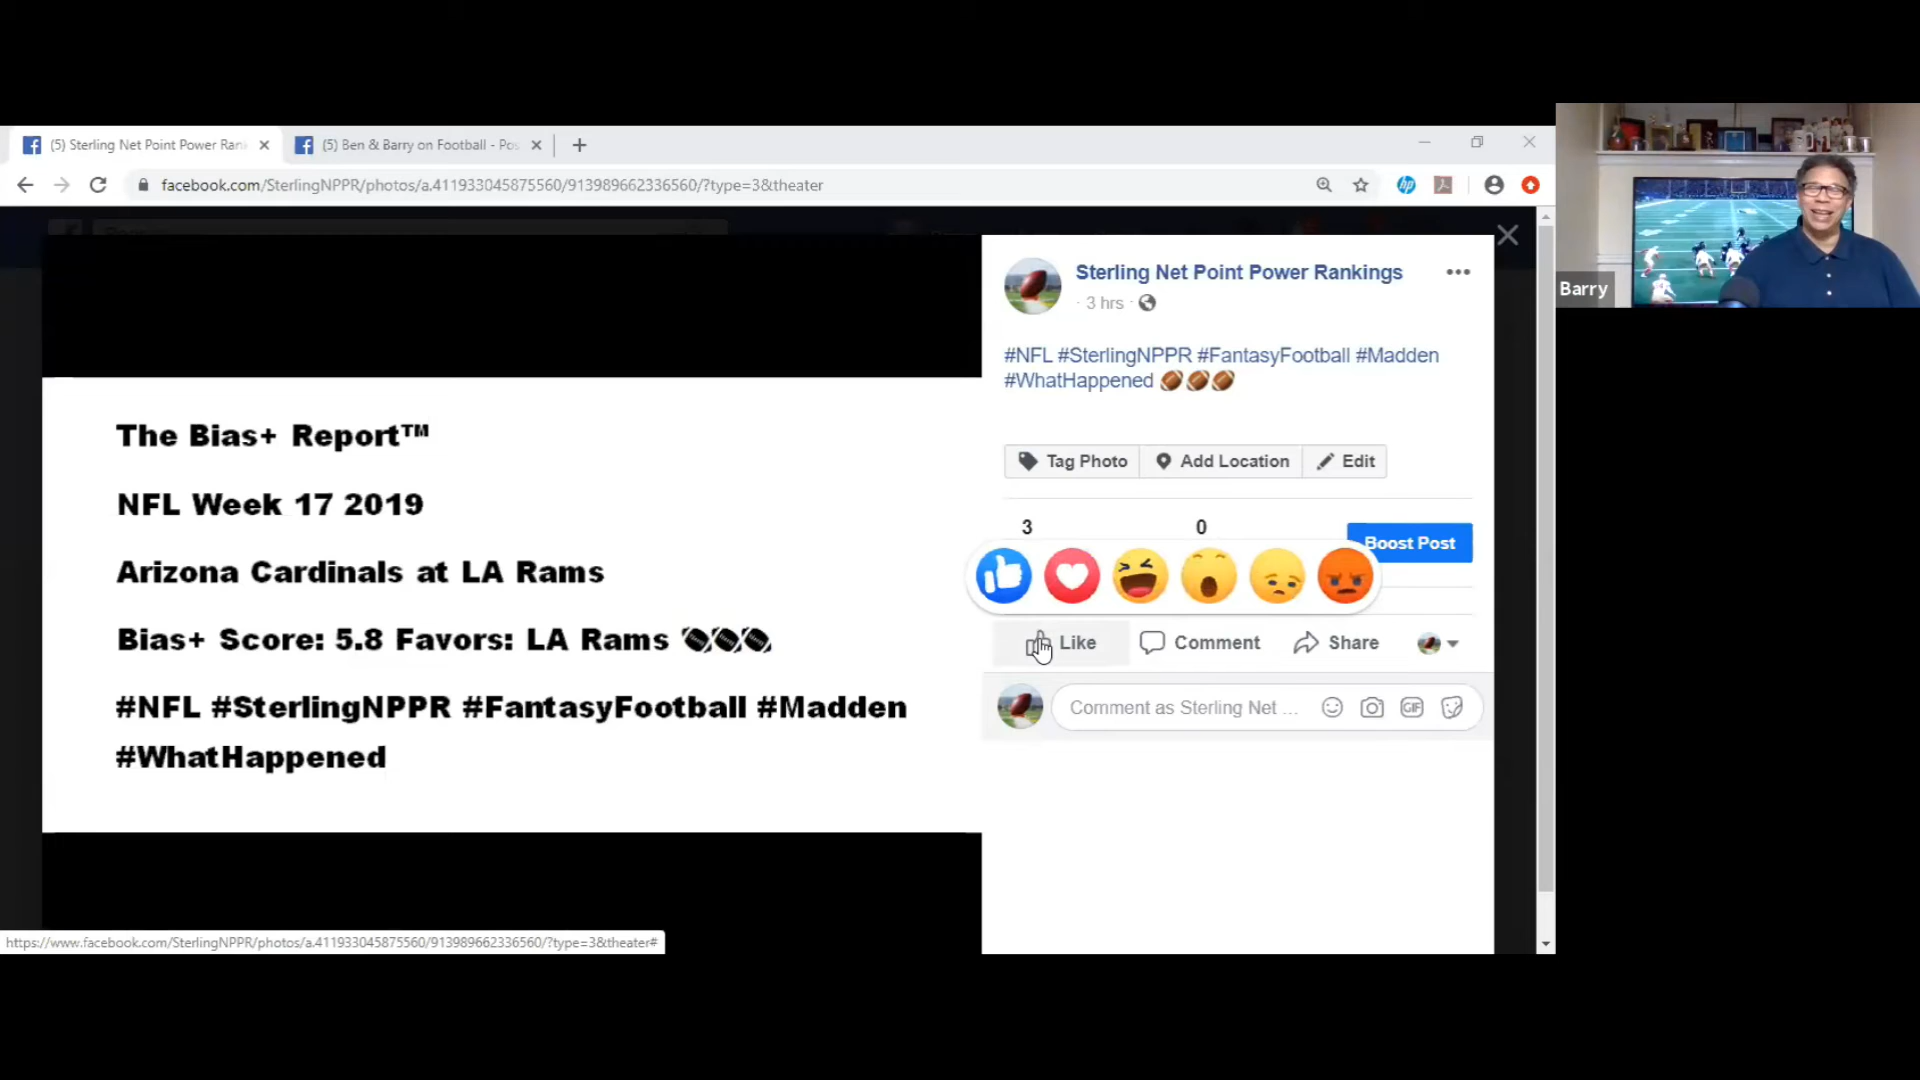 (5) Sterling Net Point Power Ran
(5) Ben & Barry on Football - Pos
facebook.com/SterlingNPPR/photos/a.411933045875560/913989662336560/?type=3&theater
hp
Barry
The Bias+ Report™
NFL Week 17 2019
Arizona Cardinals at LA Rams
Bias+ Score: 5.8 Favors: LA Rams 🏈🏈🏈
#NFL #SterlingNPPR #FantasyFootball #Madden
#WhatHappened
Sterling Net Point Power Rankings
· 3 hrs ·
#NFL #SterlingNPPR #FantasyFootball #Madden
#WhatHappened 🏈🏈🏈
Tag Photo Add Location Edit
3 0
Boost Post
Like Comment Share
Comment as Sterling Net ...
GIF
https://www.facebook.com/SterlingNPPR/photos/a.411933045875560/913989662336560/?type=3&theater#